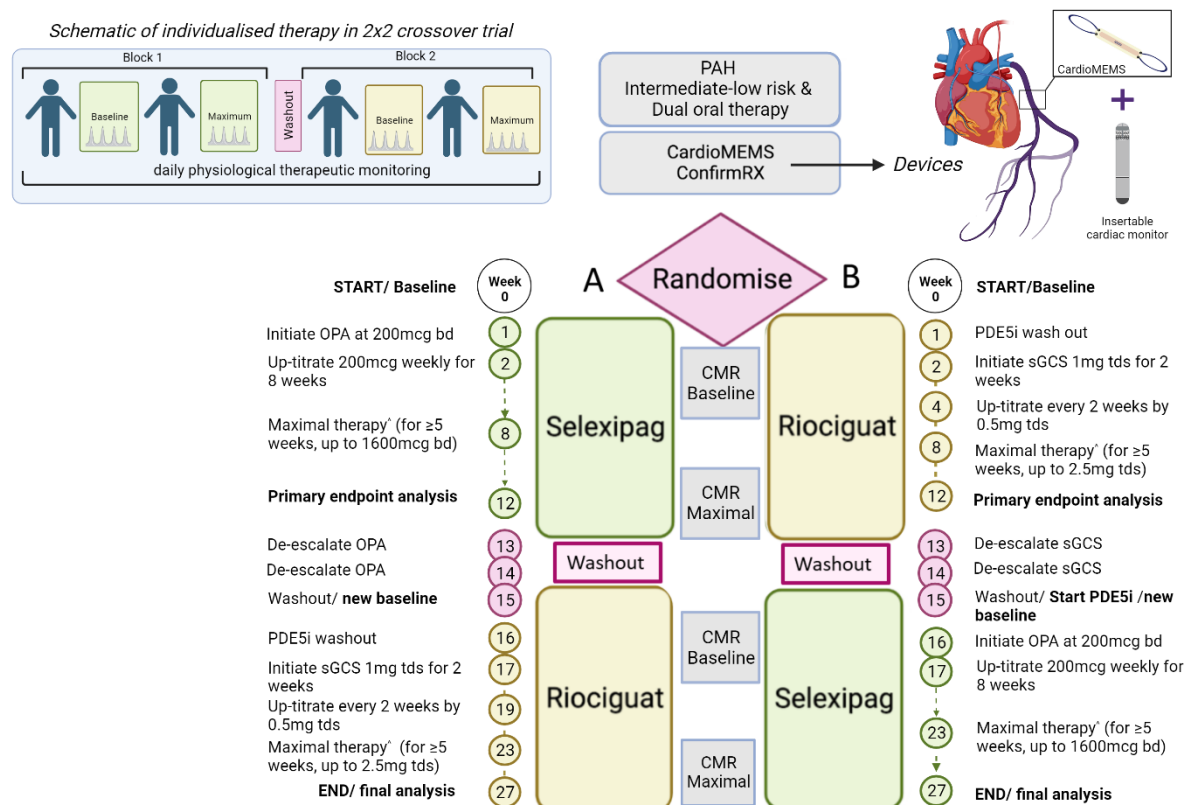 Schematic of individualised therapy in 2x2 crossover trial
Block 1
Block 2
Baseline
Maximum
Washout
Baseline
Maximum
daily physiological therapeutic monitoring
PAH
Intermediate-low risk &
Dual oral therapy
CardioMEMS
ConfirmRX
Devices
CardioMEMS
+
Insertable
cardiac monitor
A
Randomise
B
START/ Baseline
Week
0
Initiate OPA at 200mcg bd
1
Up-titrate 200mcg weekly for
8 weeks
2
Maximal therapy^ (for ≥5
weeks, up to 1600mcg bd)
8
Primary endpoint analysis
12
De-escalate OPA
13
De-escalate OPA
14
Washout/ new baseline
15
PDE5i washout
16
Initiate sGCS 1mg tds for 2
weeks
17
Up-titrate every 2 weeks by
0.5mg tds
19
Maximal therapy^ (for ≥5
weeks, up to 2.5mg tds)
23
END/ final analysis
27
Selexipag
Washout
Riociguat
CMR
Baseline
CMR
Maximal
CMR
Baseline
CMR
Maximal
Riociguat
Washout
Selexipag
Week
0
START/Baseline
1
PDE5i wash out
2
Initiate sGCS 1mg tds for 2
weeks
4
Up-titrate every 2 weeks by
0.5mg tds
8
Maximal therapy^ (for ≥5
weeks, up to 2.5mg tds)
12
Primary endpoint analysis
13
De-escalate sGCS
14
De-escalate sGCS
15
Washout/ Start PDE5i /new
baseline
16
Initiate OPA at 200mcg bd
17
Up-titrate 200mcg weekly for
8 weeks
23
Maximal therapy^ (for ≥5
weeks, up to 1600mcg bd)
27
END/ final analysis